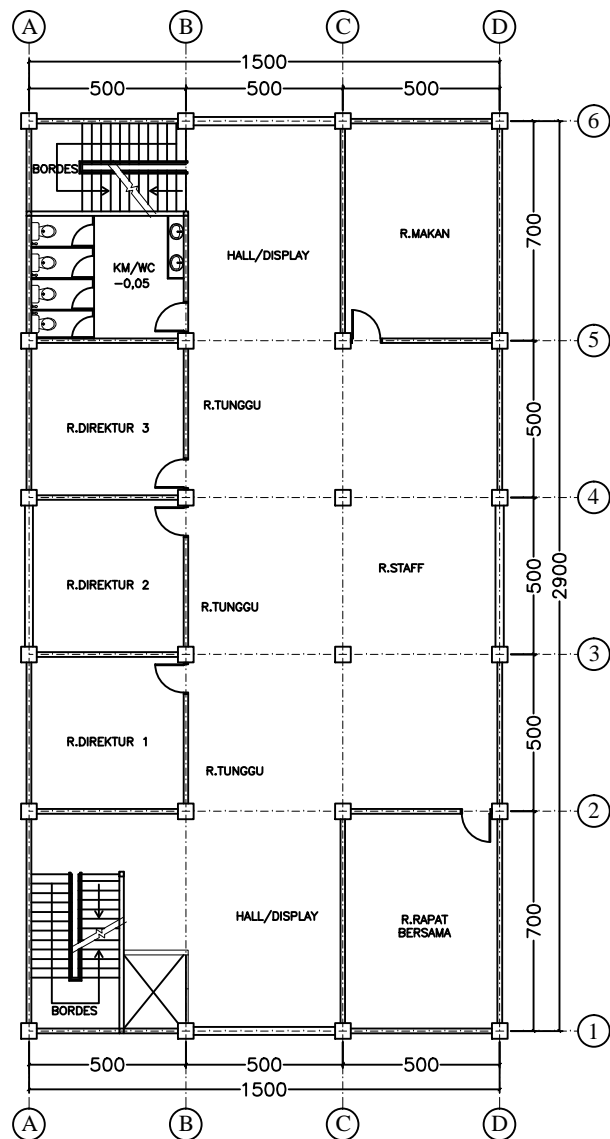 A B C D
1500
500 500 500
6
BORDES
700
R.MAKAN
HALL/DISPLAY
KM/WC
-0,05
5
R.TUNGGU
R.DIREKTUR 3
500
4
R.STAFF
500
2900
R.DIREKTUR 2
R.TUNGGU
3
R.DIREKTUR 1
500
R.TUNGGU
2
HALL/DISPLAY
R.RAPAT
BERSAMA
700
BORDES
1
500 500 500
1500
A B C D